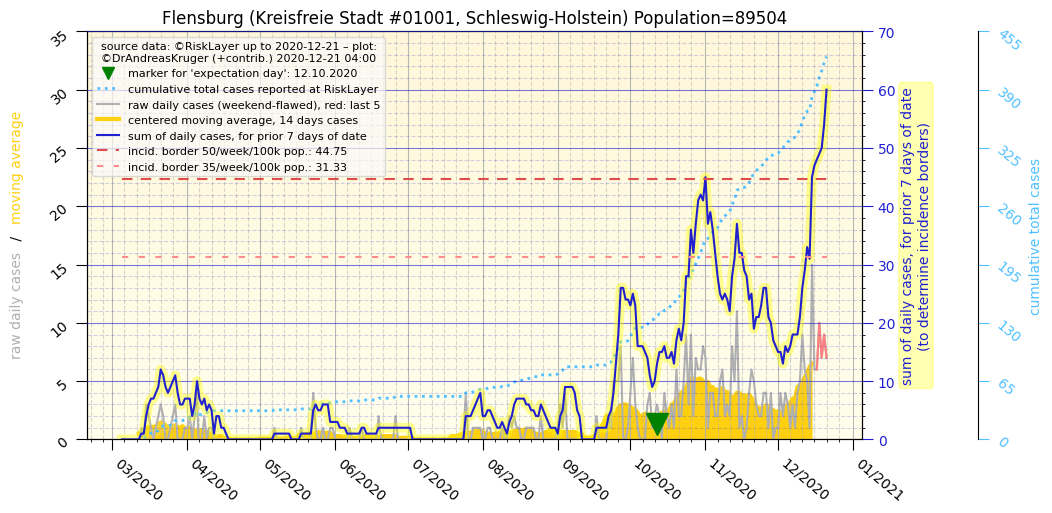 Flensburg (Kreisfreie Stadt #01001, Schleswig-Holstein) Population=89504
source data: ©RiskLayer up to 2020-12-21 – plot:
©DrAndreasKruger (+contrib.) 2020-12-21 04:00
marker for 'expectation day': 12.10.2020
cumulative total cases reported at RiskLayer
raw daily cases (weekend-flawed), red: last 5
centered moving average, 14 days cases
sum of daily cases, for prior 7 days of date
incid. border 50/week/100k pop.: 44.75
incid. border 35/week/100k pop.: 31.33
raw daily cases / moving average
35
30
25
20
15
10
5
0
03/2020
04/2020
05/2020
06/2020
07/2020
08/2020
09/2020
10/2020
11/2020
12/2020
01/2021
70
60
50
40
30
20
10
0
sum of daily cases, for prior 7 days of date
(to determine incidence borders)
455
390
325
260
195
130
65
0
cumulative total cases